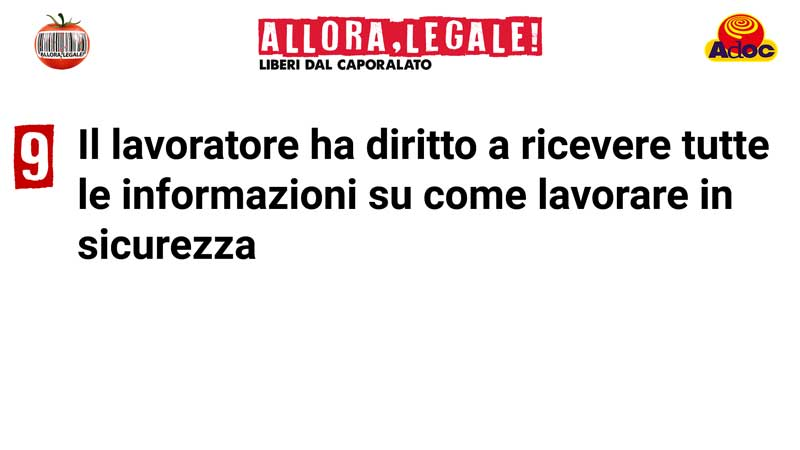 ALLORA,LEGALE!
ALLORA,LEGALE!
LIBERI DAL CAPORALATO
Adoc
9 Il lavoratore ha diritto a ricevere tutte
le informazioni su come lavorare in
sicurezza